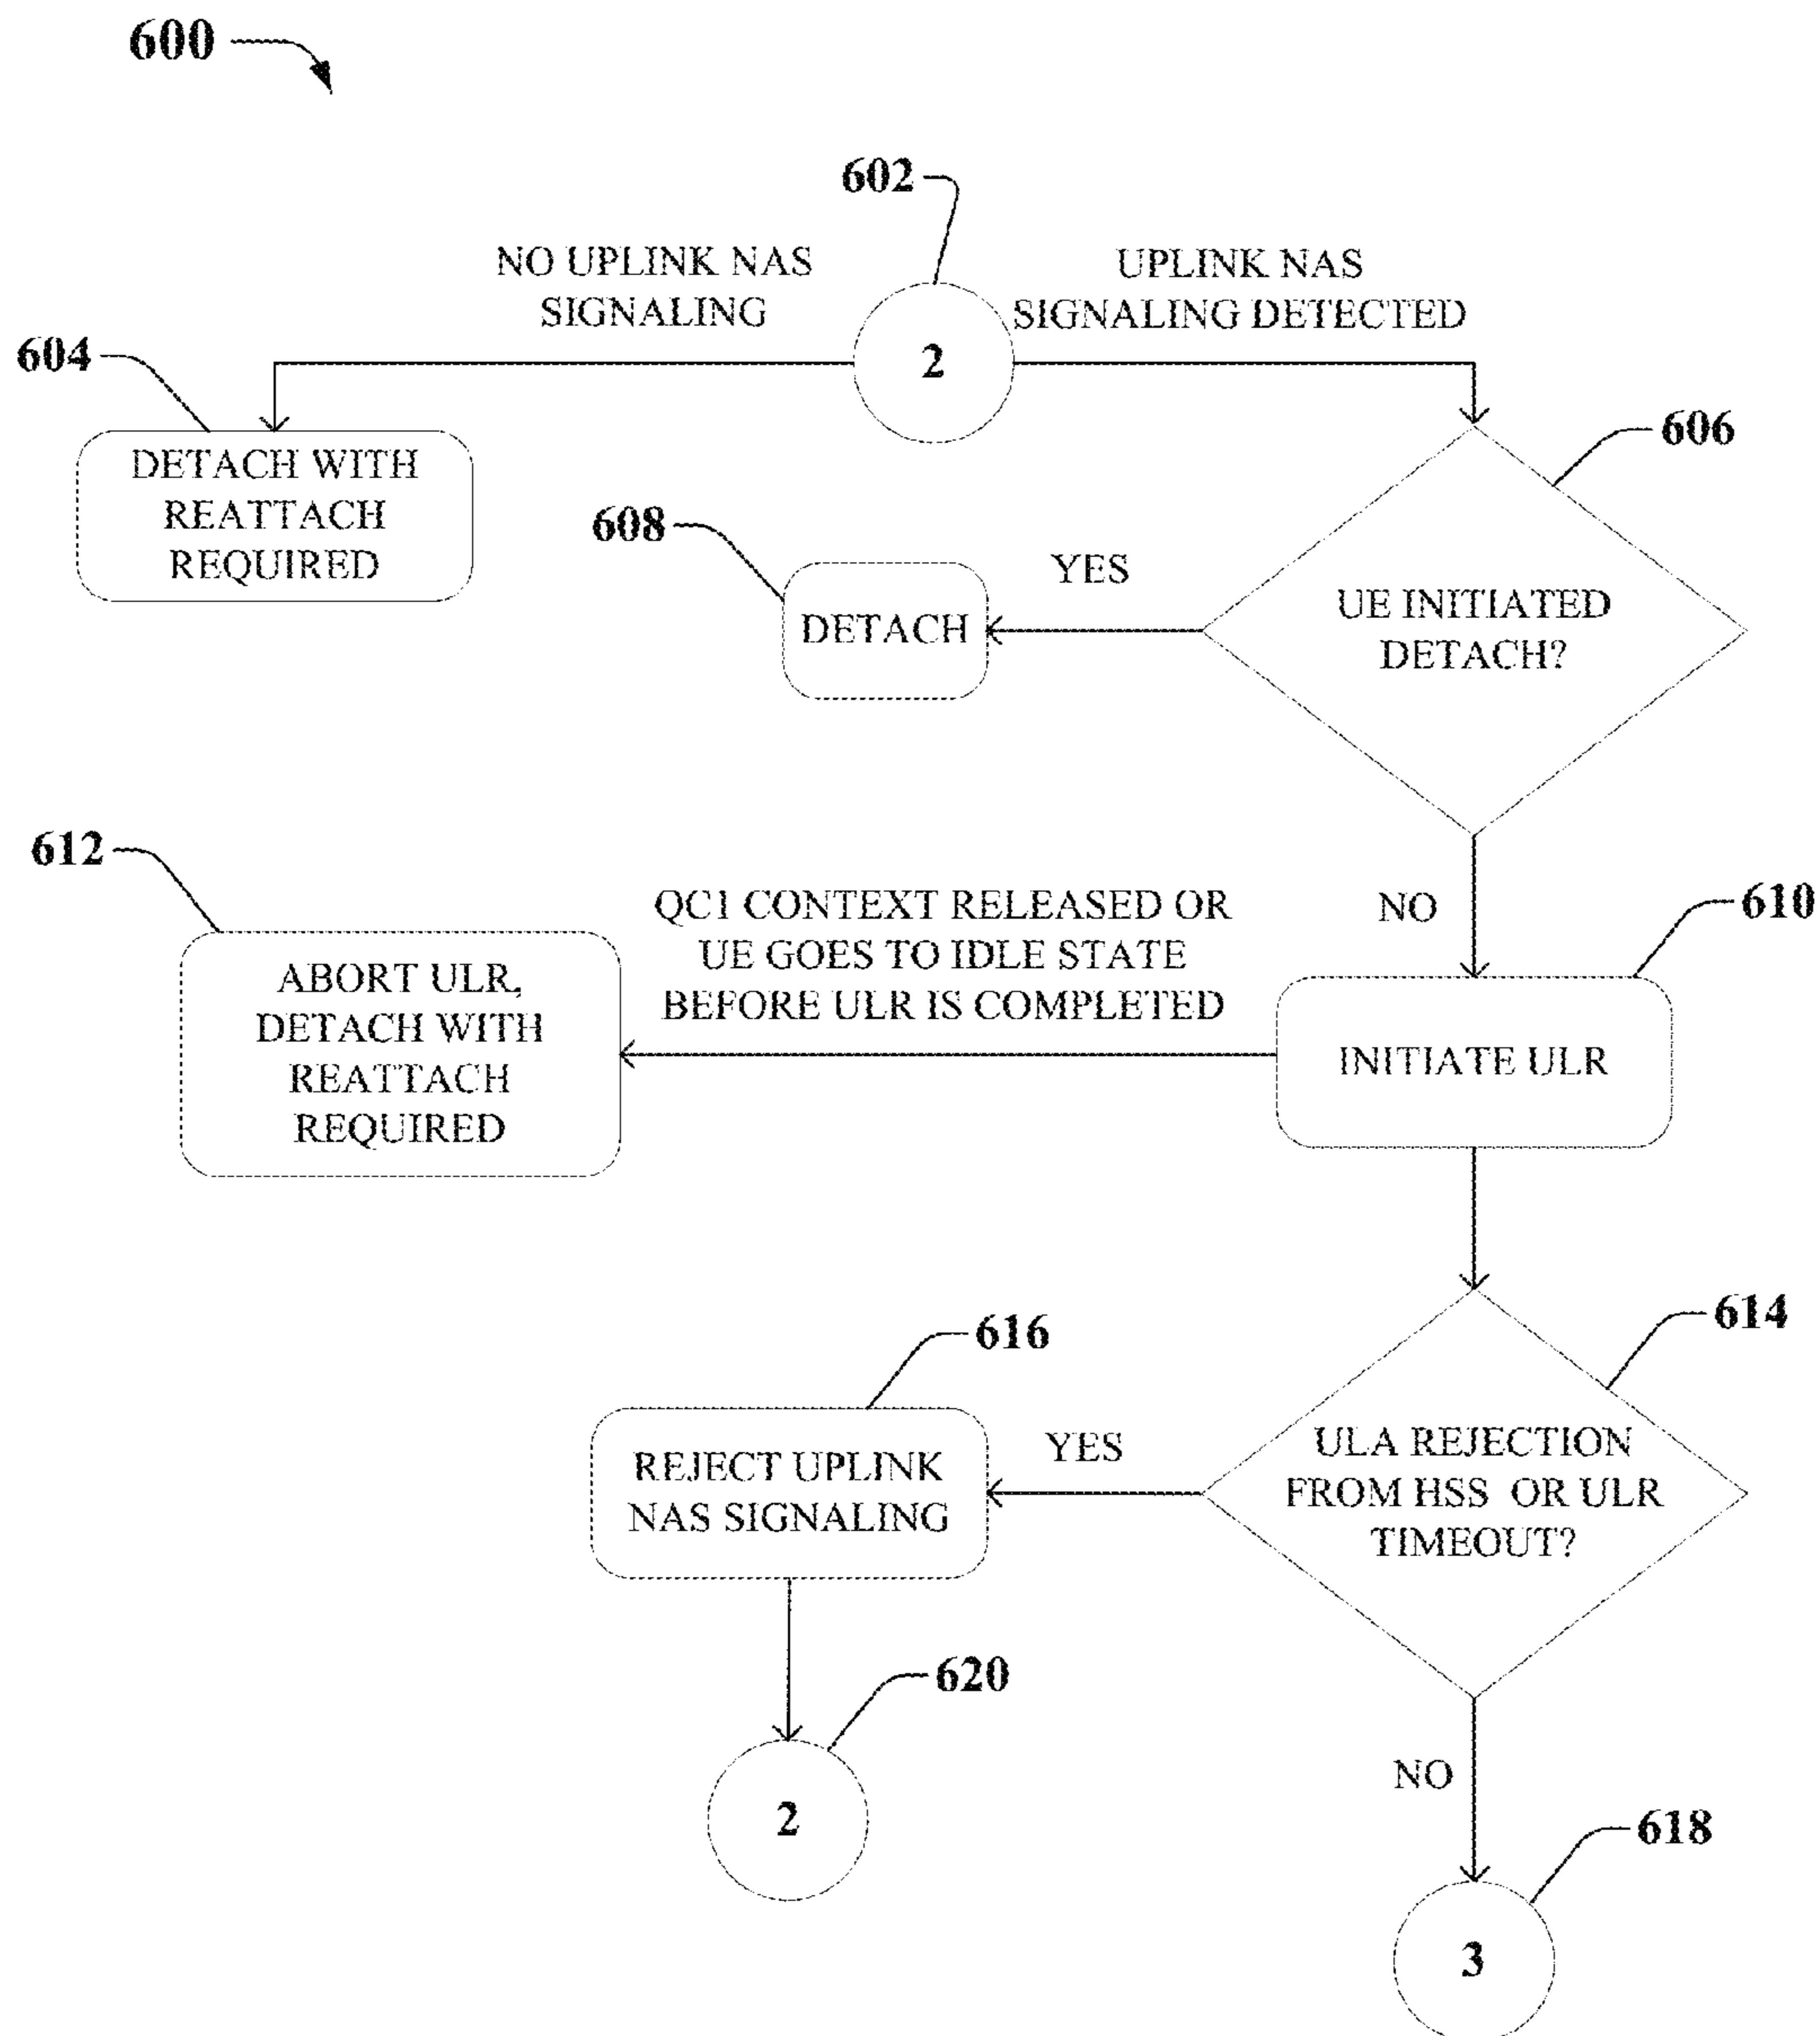 600
602
NO UPLINK NAS
SIGNALING
UPLINK NAS
SIGNALING DETECTED
2
604
DETACH WITH
REATTACH
REQUIRED
606
608
YES
DETACH
UE INITIATED
DETACH?
612
QC1 CONTEXT RELEASED OR
UE GOES TO IDLE STATE
BEFORE ULR IS COMPLETED
NO
610
ABORT ULR,
DETACH WITH
REATTACH
REQUIRED
INITIATE ULR
614
616
YES
REJECT UPLINK
NAS SIGNALING
ULA REJECTION
FROM HSS OR ULR
TIMEOUT?
620
2
NO
618
3